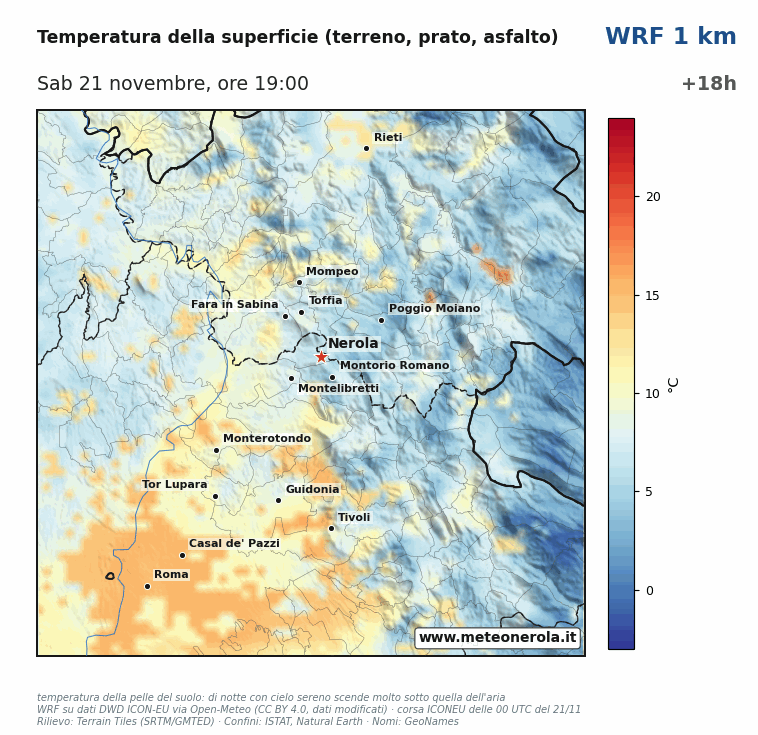 Temperatura della superficie (terreno, prato, asfalto)
WRF 1 km
Sab 21 novembre, ore 19:00
+18h
Rieti
Mompeo
Fara in Sabina
Toffia
Poggio Moiano
Nerola
Montorio Romano
Montelibretti
Monterotondo
Tor Lupara
Guidonia
Tivoli
Casal de' Pazzi
Roma
www.meteonerola.it
20
15
10
5
0
°C
temperatura della pelle del suolo: di notte con cielo sereno scende molto sotto quella dell'aria
WRF su dati DWD ICON-EU via Open-Meteo (CC BY 4.0, dati modificati) · corsa ICONEU delle 00 UTC del 21/11
Rilievo: Terrain Tiles (SRTM/GMTED) · Confini: ISTAT, Natural Earth · Nomi: GeoNames